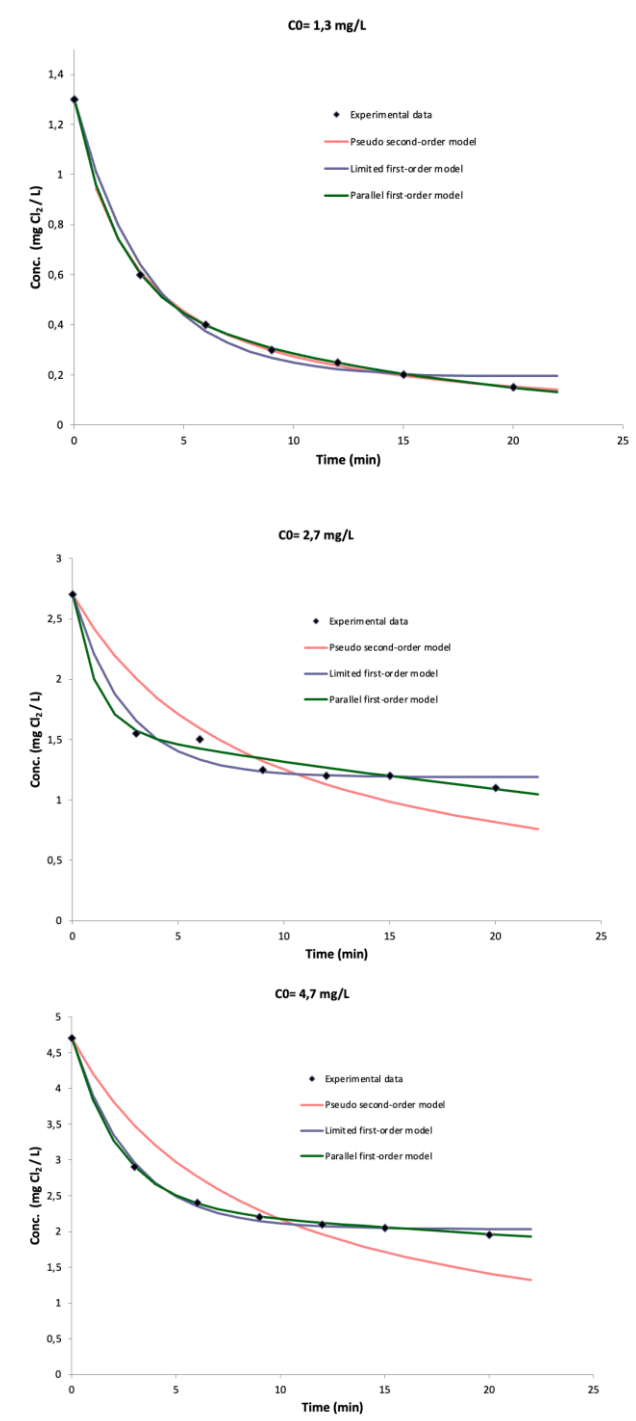 C0= 1,3 mg/L
Conc. (mg Cl₂ / L)
1,4
1,2
1
0,8
0,6
0,4
0,2
0
0
5
10
15
20
25
Time (min)
Experimental data
Pseudo second-order model
Limited first-order model
Parallel first-order model
C0= 2,7 mg/L
Conc. (mg Cl₂ / L)
3
2,5
2
1,5
1
0,5
0
0
5
10
15
20
25
Time (min)
Experimental data
Pseudo second-order model
Limited first-order model
Parallel first-order model
C0= 4,7 mg/L
Conc. (mg Cl₂ / L)
5
4,5
4
3,5
3
2,5
2
1,5
1
0,5
0
0
5
10
15
20
25
Time (min)
Experimental data
Pseudo second-order model
Limited first-order model
Parallel first-order model